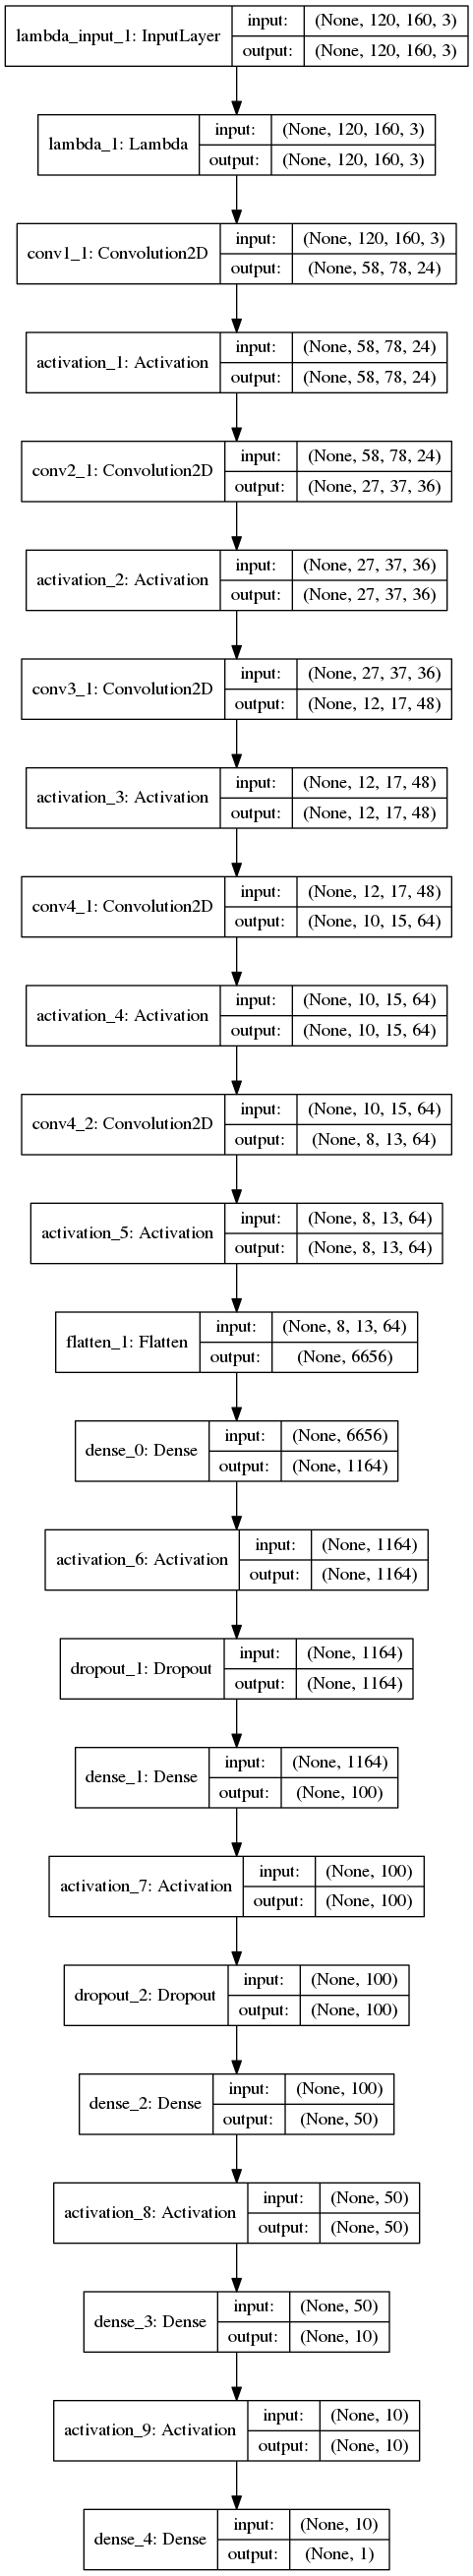 lambda_input_1: InputLayer
input: (None, 120, 160, 3)
output: (None, 120, 160, 3)
lambda_1: Lambda
input: (None, 120, 160, 3)
output: (None, 120, 160, 3)
conv1_1: Convolution2D
input: (None, 120, 160, 3)
output: (None, 58, 78, 24)
activation_1: Activation
input: (None, 58, 78, 24)
output: (None, 58, 78, 24)
conv2_1: Convolution2D
input: (None, 58, 78, 24)
output: (None, 27, 37, 36)
activation_2: Activation
input: (None, 27, 37, 36)
output: (None, 27, 37, 36)
conv3_1: Convolution2D
input: (None, 27, 37, 36)
output: (None, 12, 17, 48)
activation_3: Activation
input: (None, 12, 17, 48)
output: (None, 12, 17, 48)
conv4_1: Convolution2D
input: (None, 12, 17, 48)
output: (None, 10, 15, 64)
activation_4: Activation
input: (None, 10, 15, 64)
output: (None, 10, 15, 64)
conv4_2: Convolution2D
input: (None, 10, 15, 64)
output: (None, 8, 13, 64)
activation_5: Activation
input: (None, 8, 13, 64)
output: (None, 8, 13, 64)
flatten_1: Flatten
input: (None, 8, 13, 64)
output: (None, 6656)
dense_0: Dense
input: (None, 6656)
output: (None, 1164)
activation_6: Activation
input: (None, 1164)
output: (None, 1164)
dropout_1: Dropout
input: (None, 1164)
output: (None, 1164)
dense_1: Dense
input: (None, 1164)
output: (None, 100)
activation_7: Activation
input: (None, 100)
output: (None, 100)
dropout_2: Dropout
input: (None, 100)
output: (None, 100)
dense_2: Dense
input: (None, 100)
output: (None, 50)
activation_8: Activation
input: (None, 50)
output: (None, 50)
dense_3: Dense
input: (None, 50)
output: (None, 10)
activation_9: Activation
input: (None, 10)
output: (None, 10)
dense_4: Dense
input: (None, 10)
output: (None, 1)